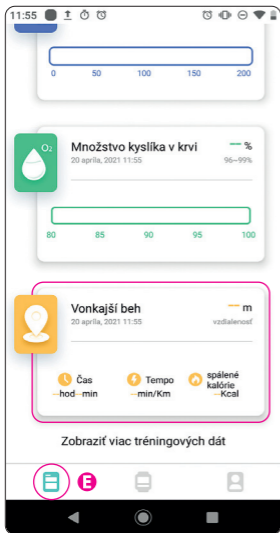 11:55
0 50 100 150 200
O₂
Množstvo kyslíka v krvi —%
20 apríla, 2021 11:55 96~99%
80 85 90 95 100
Vonkajší beh —m
20 apríla, 2021 11:55 vzdialenosť
Čas
—hod—min
Tempo
—min/Km
spálené
kalórie
—Kcal
Zobraziť viac tréningových dát
E